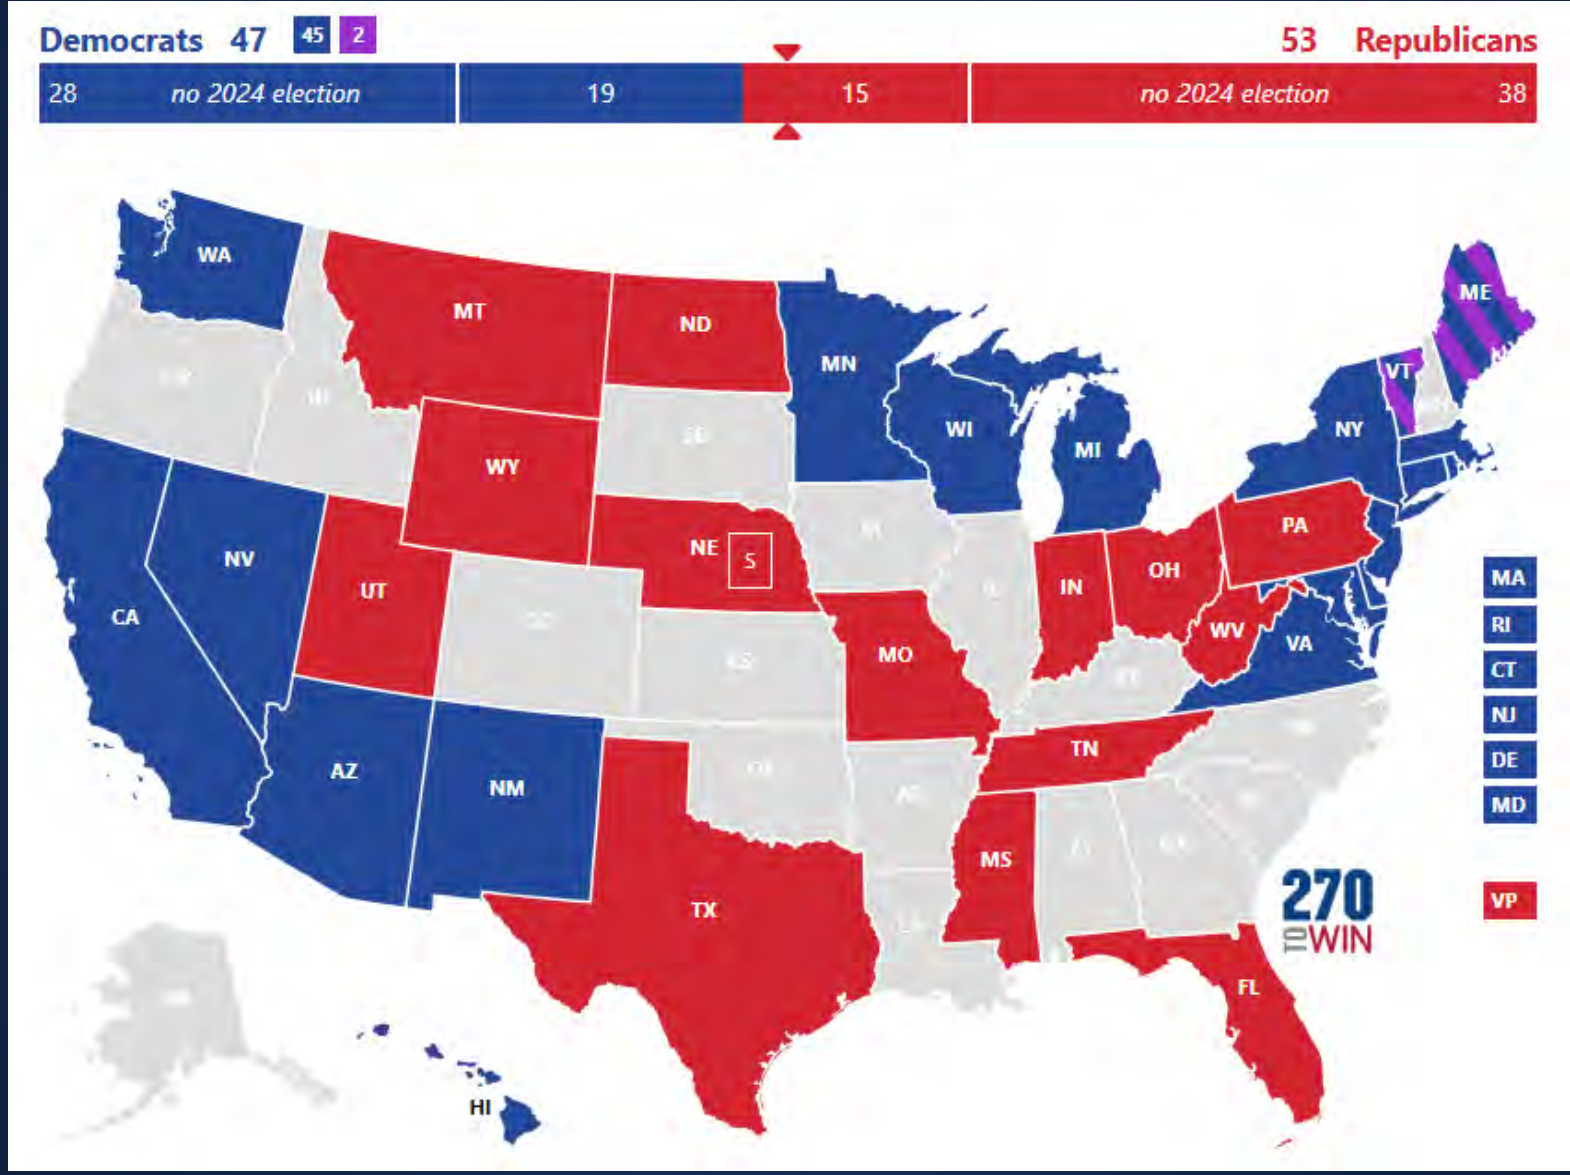 Democrats 47 45 2
53 Republicans
28 no 2024 election 19 15 no 2024 election 38
WA
MT
ND
MN
ME
VT
NY
WI
MI
WY
NE S
PA
NV
UT
IN
OH
CA
MO
WV
VA
MA
RI
CT
NJ
DE
MD
VP
AZ
NM
TN
MS
TX
FL
HI
270
TO WIN